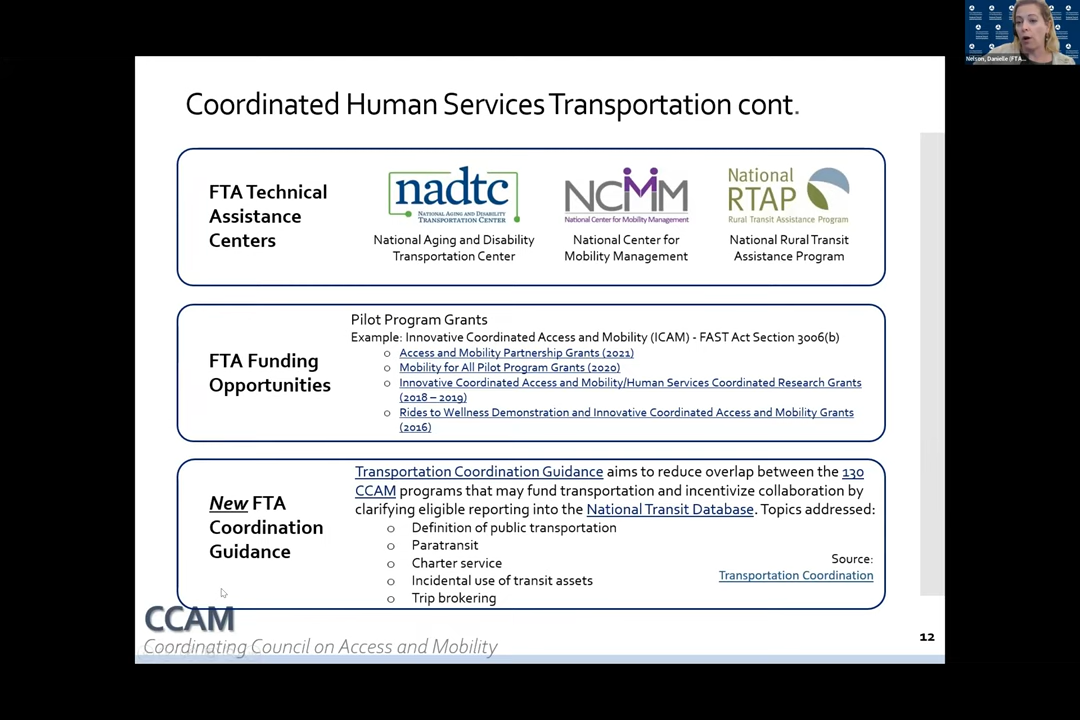 Nelson, Danielle (FTA...
Coordinated Human Services Transportation cont.
FTA Technical
Assistance
Centers
nadtc
NATIONAL AGING AND DISABILITY
TRANSPORTATION CENTER
National Aging and Disability
Transportation Center
NCMM
National Center for Mobility Management
National Center for
Mobility Management
National
RTAP
Rural Transit Assistance Program
National Rural Transit
Assistance Program
FTA Funding
Opportunities
Pilot Program Grants
Example: Innovative Coordinated Access and Mobility (ICAM) - FAST Act Section 3006(b)
o Access and Mobility Partnership Grants (2021)
o Mobility for All Pilot Program Grants (2020)
o Innovative Coordinated Access and Mobility/Human Services Coordinated Research Grants
(2018 – 2019)
o Rides to Wellness Demonstration and Innovative Coordinated Access and Mobility Grants
(2016)
New FTA
Coordination
Guidance
Transportation Coordination Guidance aims to reduce overlap between the 130
CCAM programs that may fund transportation and incentivize collaboration by
clarifying eligible reporting into the National Transit Database. Topics addressed:
o Definition of public transportation
o Paratransit
o Charter service
o Incidental use of transit assets
o Trip brokering
Source:
Transportation Coordination
CCAM
Coordinating Council on Access and Mobility
12